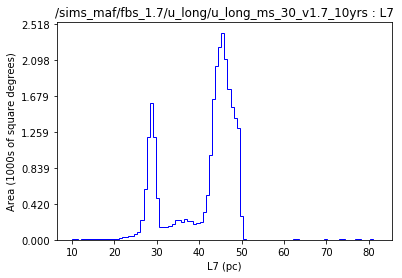 /sims_maf/fbs_1.7/u_long/u_long_ms_30_v1.7_10yrs : L7
2.518
2.098
1.679
1.259
0.839
0.420
0.000
Area (1000s of square degrees)
10 20 30 40 50 60 70 80
L7 (pc)